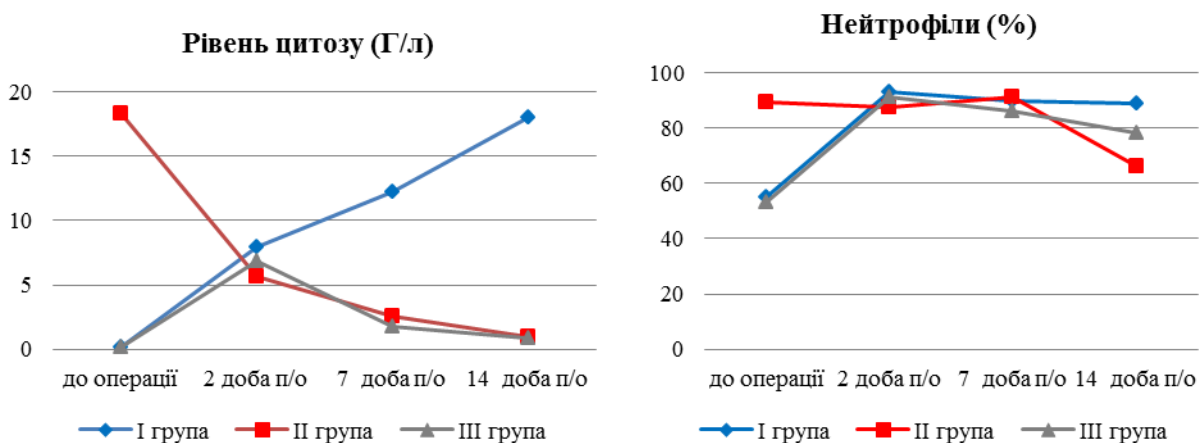 Рівень цитозу (Г/л)
20
15
10
5
0
до операції 2 доба п/о 7 доба п/о 14 доба п/о
І група ІІ група ІІІ група
Нейтрофіли (%)
100
80
60
40
20
0
до операції 2 доба п/о 7 доба п/о 14 доба п/о
І група ІІ група ІІІ група